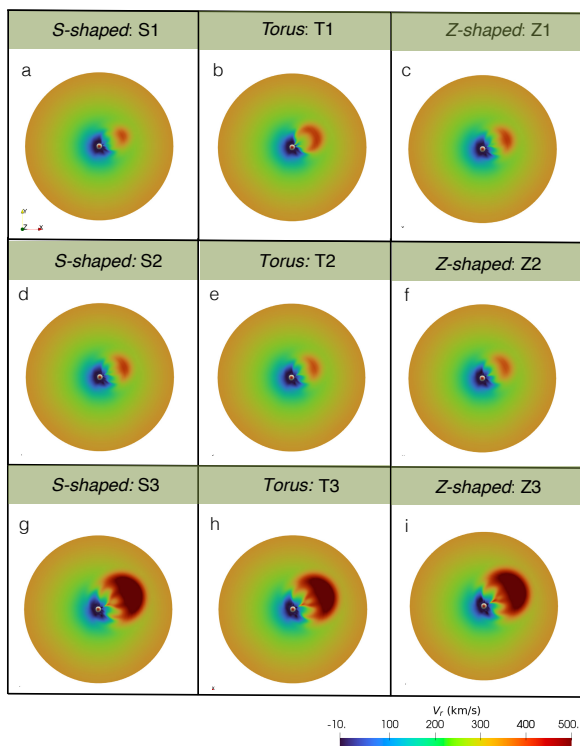 S-shaped: S1
Torus: T1
Z-shaped: Z1
a
b
c
Y
Z
X
S-shaped: S2
Torus: T2
Z-shaped: Z2
d
e
f
S-shaped: S3
Torus: T3
Z-shaped: Z3
g
h
i
Vr (km/s)
-10. 100 200 300 400 500.